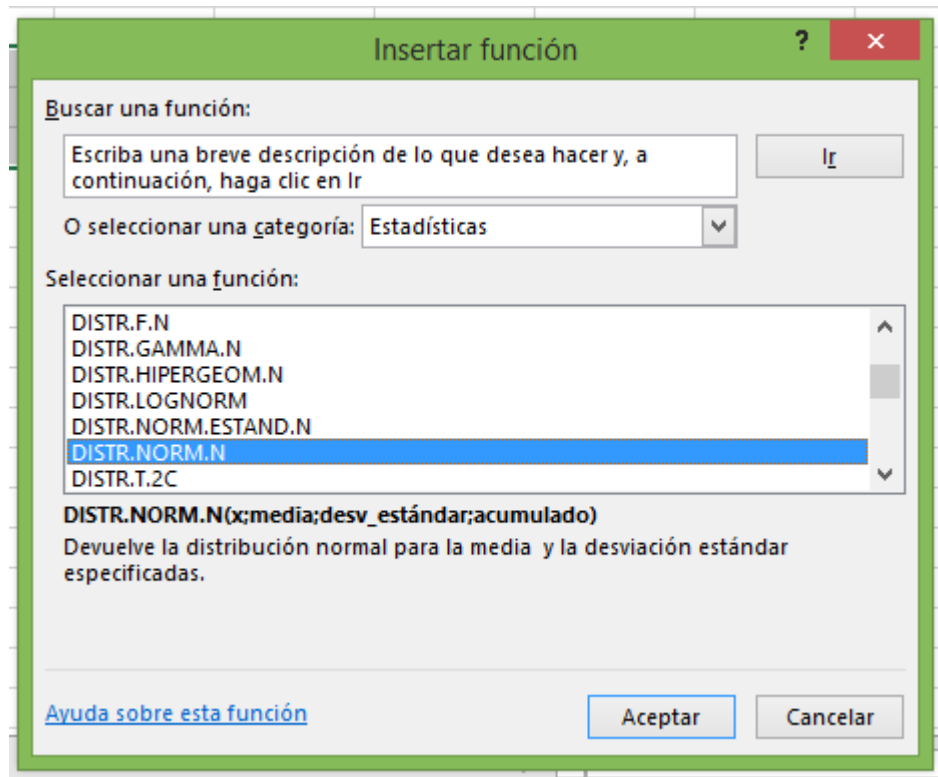 Insertar función
?
×
Buscar una función:
Escriba una breve descripción de lo que desea hacer y, a
continuación, haga clic en Ir
Ir
O seleccionar una categoría: Estadísticas
Seleccionar una función:
DISTR.F.N
DISTR.GAMMA.N
DISTR.HIPERGEOM.N
DISTR.LOGNORM
DISTR.NORM.ESTAND.N
DISTR.NORM.N
DISTR.T.2C
DISTR.NORM.N(x;media;desv_estándar;acumulado)
Devuelve la distribución normal para la media y la desviación estándar
especificadas.
Ayuda sobre esta función
Aceptar
Cancelar